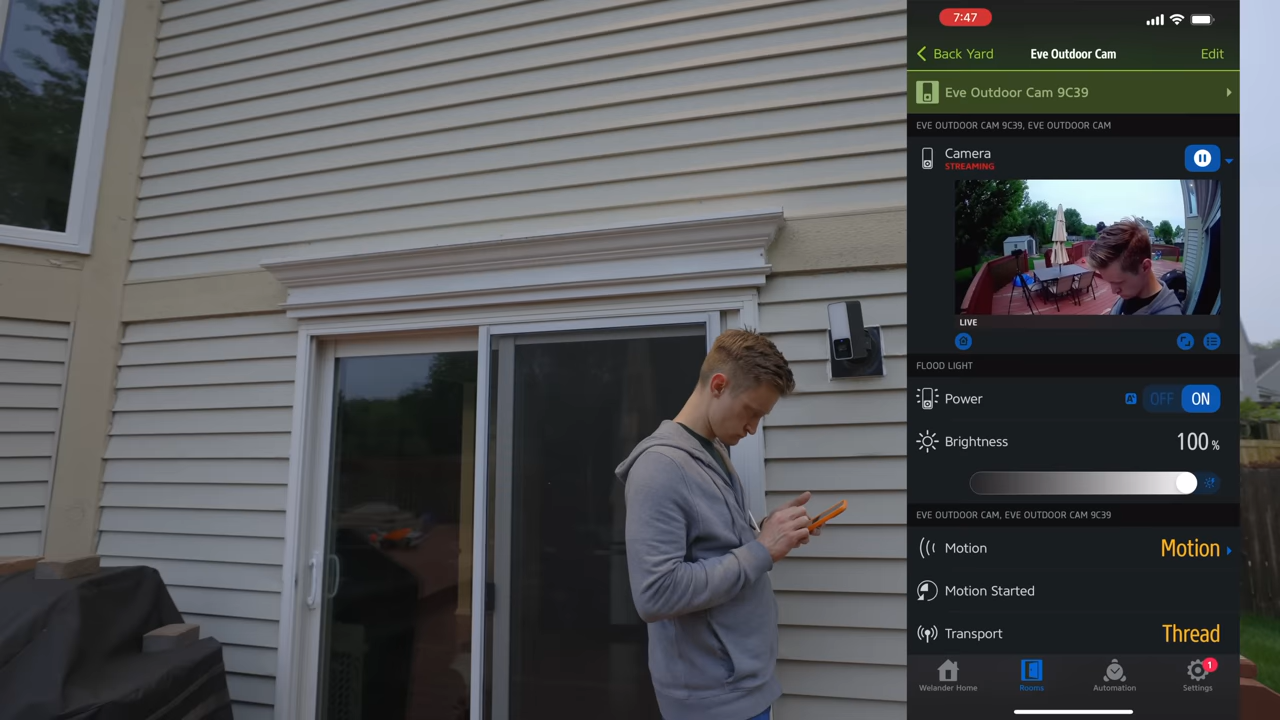 7:47
Back Yard Eve Outdoor Cam Edit
Eve Outdoor Cam 9C39
EVE OUTDOOR CAM 9C39, EVE OUTDOOR CAM
Camera
STREAMING
LIVE
FLOOD LIGHT
Power OFF ON
Brightness 100 %
EVE OUTDOOR CAM, EVE OUTDOOR CAM 9C39
Motion Motion
Motion Started
Transport Thread
1
Welander Home Rooms Automation Settings